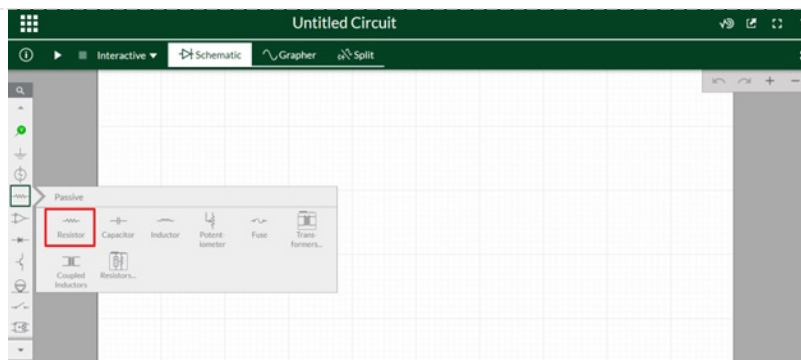 Untitled Circuit
Interactive
Schematic
Grapher
Split
Passive
Resistor
Capacitor
Inductor
Potent-
iometer
Fuse
Trans-
formers...
Coupled
Inductors
Resistors...